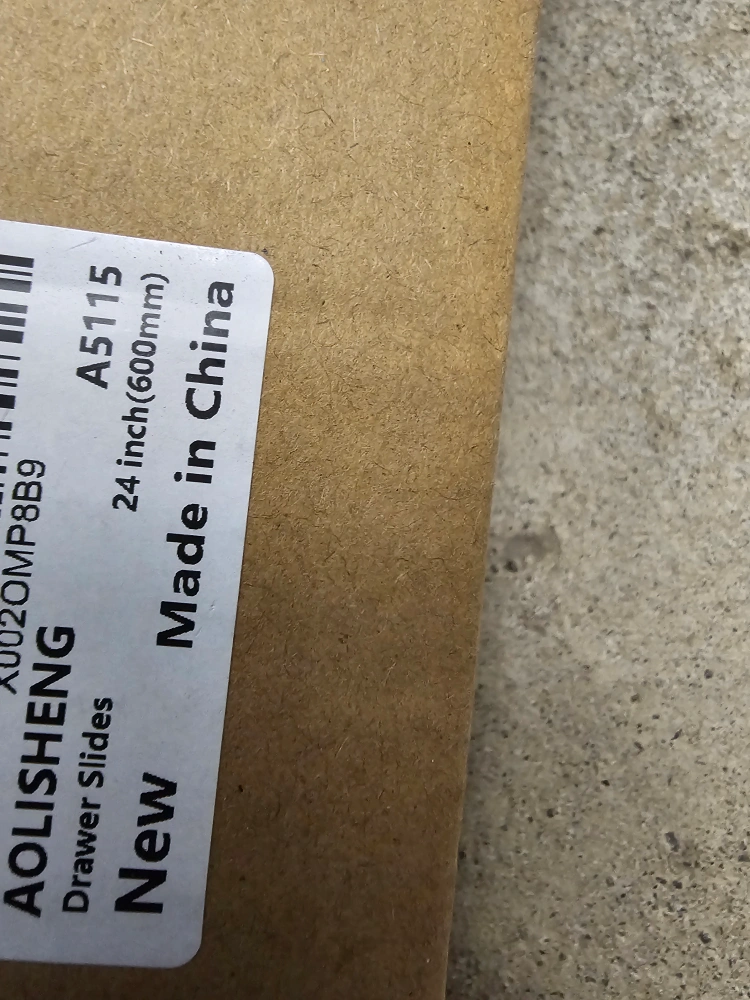 X002OMP8B9
AOLISHENG A5115
Drawer Slides 24 inch(600mm)
New Made in China